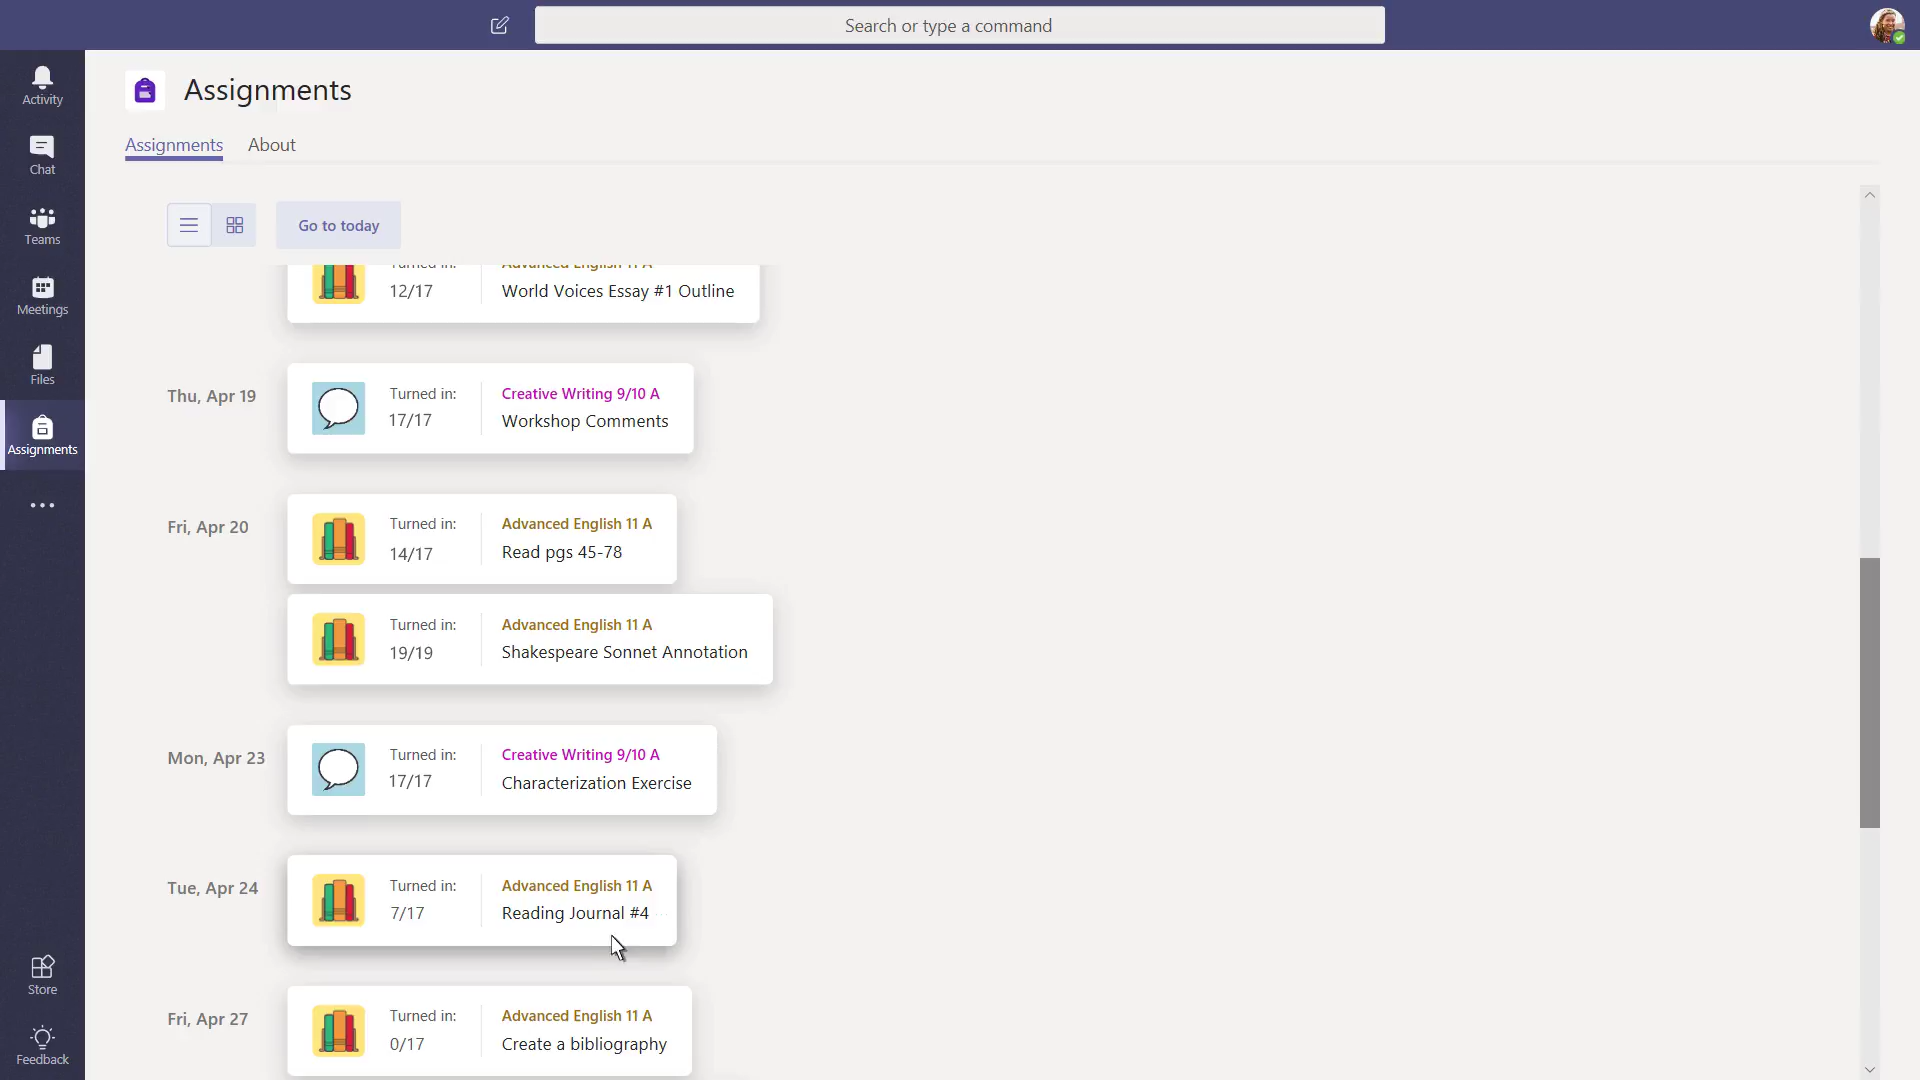 Search or type a command
Activity
Chat
Teams
Meetings
Files
Assignments
Store
Feedback
Assignments
Assignments
About
Go to today
Turned in:
Advanced English 11 A
12/17
World Voices Essay #1 Outline
Thu, Apr 19
Turned in:
Creative Writing 9/10 A
17/17
Workshop Comments
Fri, Apr 20
Turned in:
Advanced English 11 A
14/17
Read pgs 45-78
Turned in:
Advanced English 11 A
19/19
Shakespeare Sonnet Annotation
Mon, Apr 23
Turned in:
Creative Writing 9/10 A
17/17
Characterization Exercise
Tue, Apr 24
Turned in:
Advanced English 11 A
7/17
Reading Journal #4
Fri, Apr 27
Turned in:
Advanced English 11 A
0/17
Create a bibliography